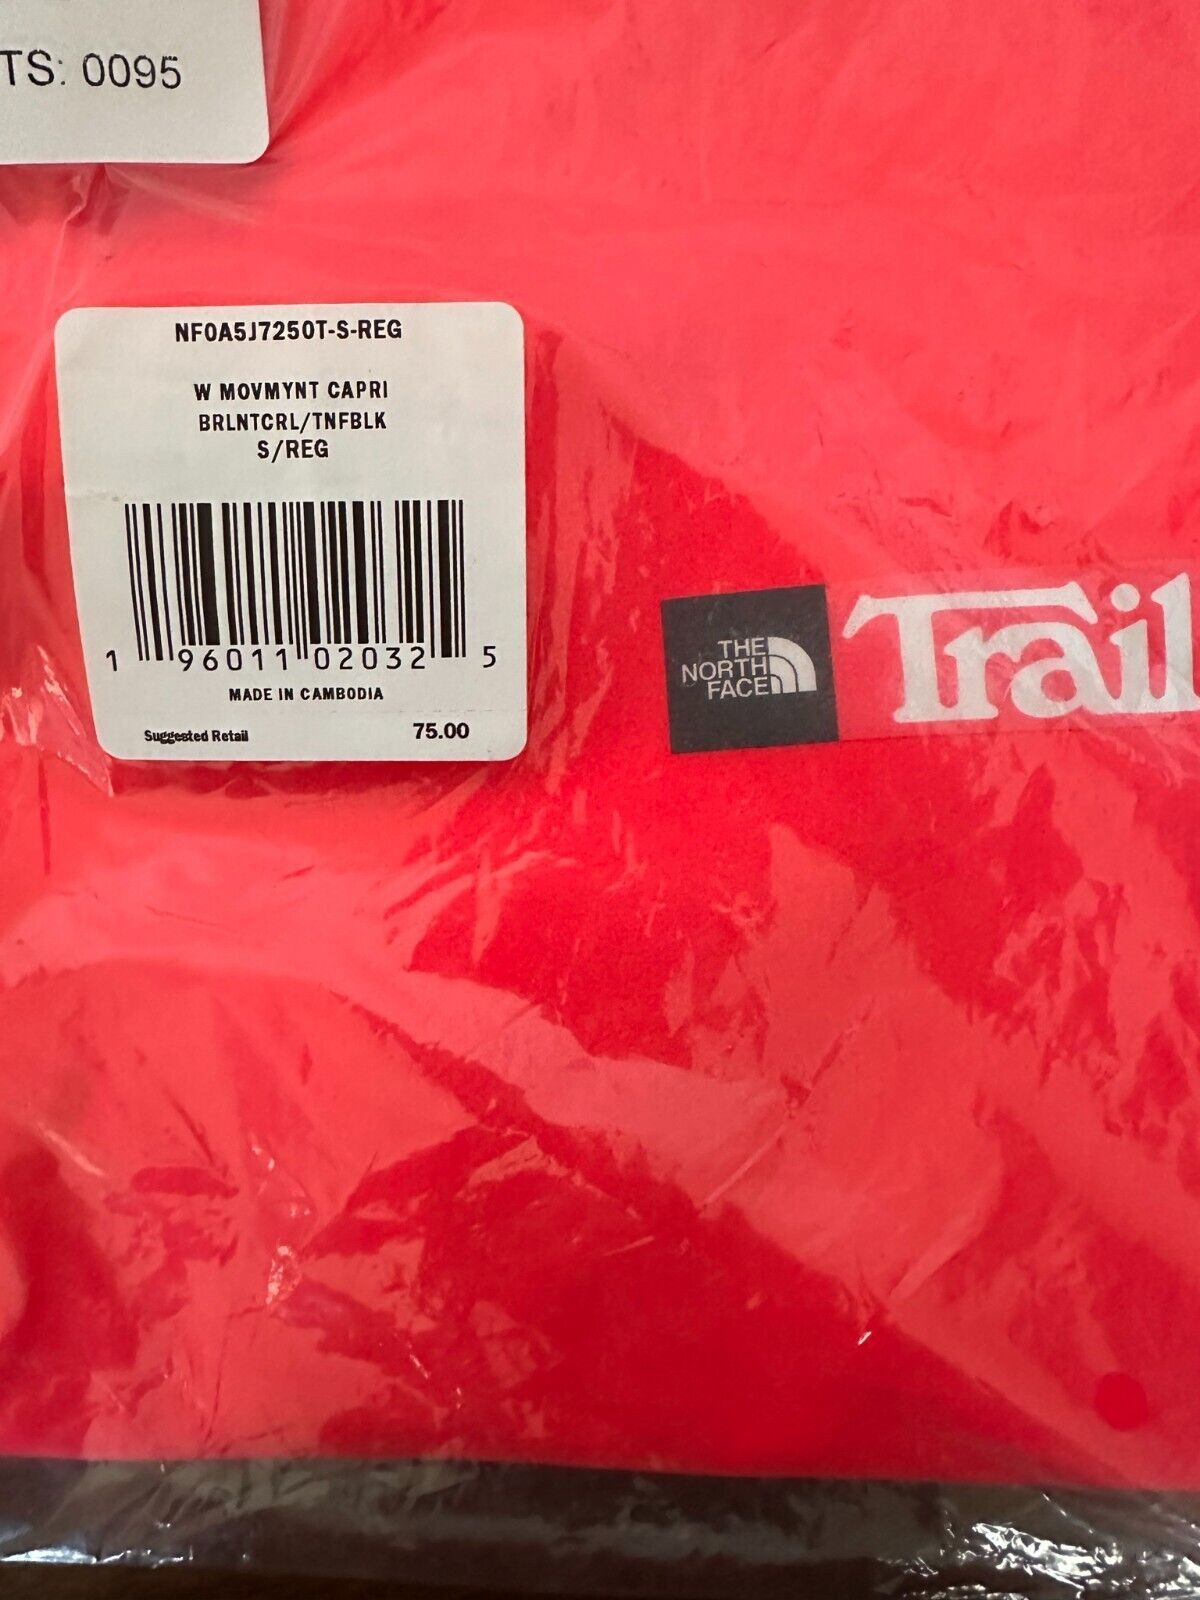 TS: 0095
NF0A5J7250T-S-REG
W MOVMYNT CAPRI
BRLNTCRL/TNFBLK
S/REG
1 96011 02032 5
MADE IN CAMBODIA
Suggested Retail 75.00
THE
NORTH
FACE
Trail